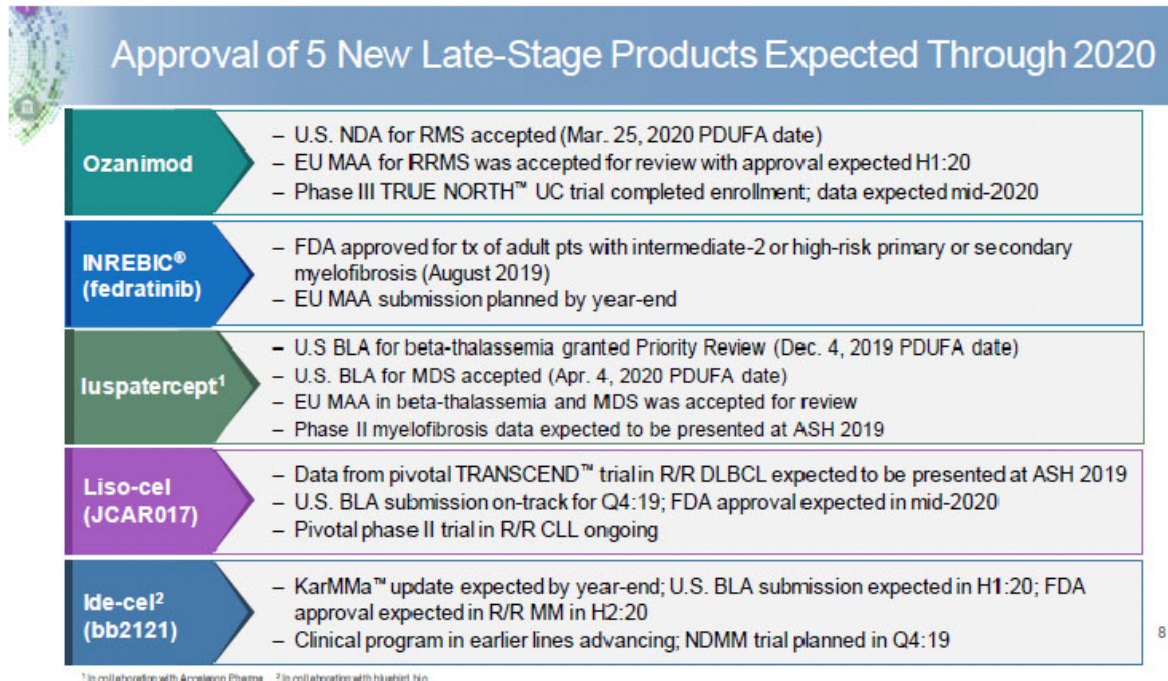 Approval of 5 New Late-Stage Products Expected Through 2020
Ozanimod
– U.S. NDA for RMS accepted (Mar. 25, 2020 PDUFA date)
– EU MAA for RRMS was accepted for review with approval expected H1:20
– Phase III TRUE NORTH™ UC trial completed enrollment; data expected mid-2020
INREBIC®
(fedratinib)
– FDA approved for tx of adult pts with intermediate-2 or high-risk primary or secondary
myelofibrosis (August 2019)
– EU MAA submission planned by year-end
luspatercept¹
– U.S BLA for beta-thalassemia granted Priority Review (Dec. 4, 2019 PDUFA date)
– U.S. BLA for MDS accepted (Apr. 4, 2020 PDUFA date)
– EU MAA in beta-thalassemia and MDS was accepted for review
– Phase II myelofibrosis data expected to be presented at ASH 2019
Liso-cel
(JCAR017)
– Data from pivotal TRANSCEND™ trial in R/R DLBCL expected to be presented at ASH 2019
– U.S. BLA submission on-track for Q4:19; FDA approval expected in mid-2020
– Pivotal phase II trial in R/R CLL ongoing
Ide-cel²
(bb2121)
– KarMMa™ update expected by year-end; U.S. BLA submission expected in H1:20; FDA
approval expected in R/R MM in H2:20
– Clinical program in earlier lines advancing; NDMM trial planned in Q4:19
8
¹ In collaboration with Acceleron Pharma ² In collaboration with bluebird bio